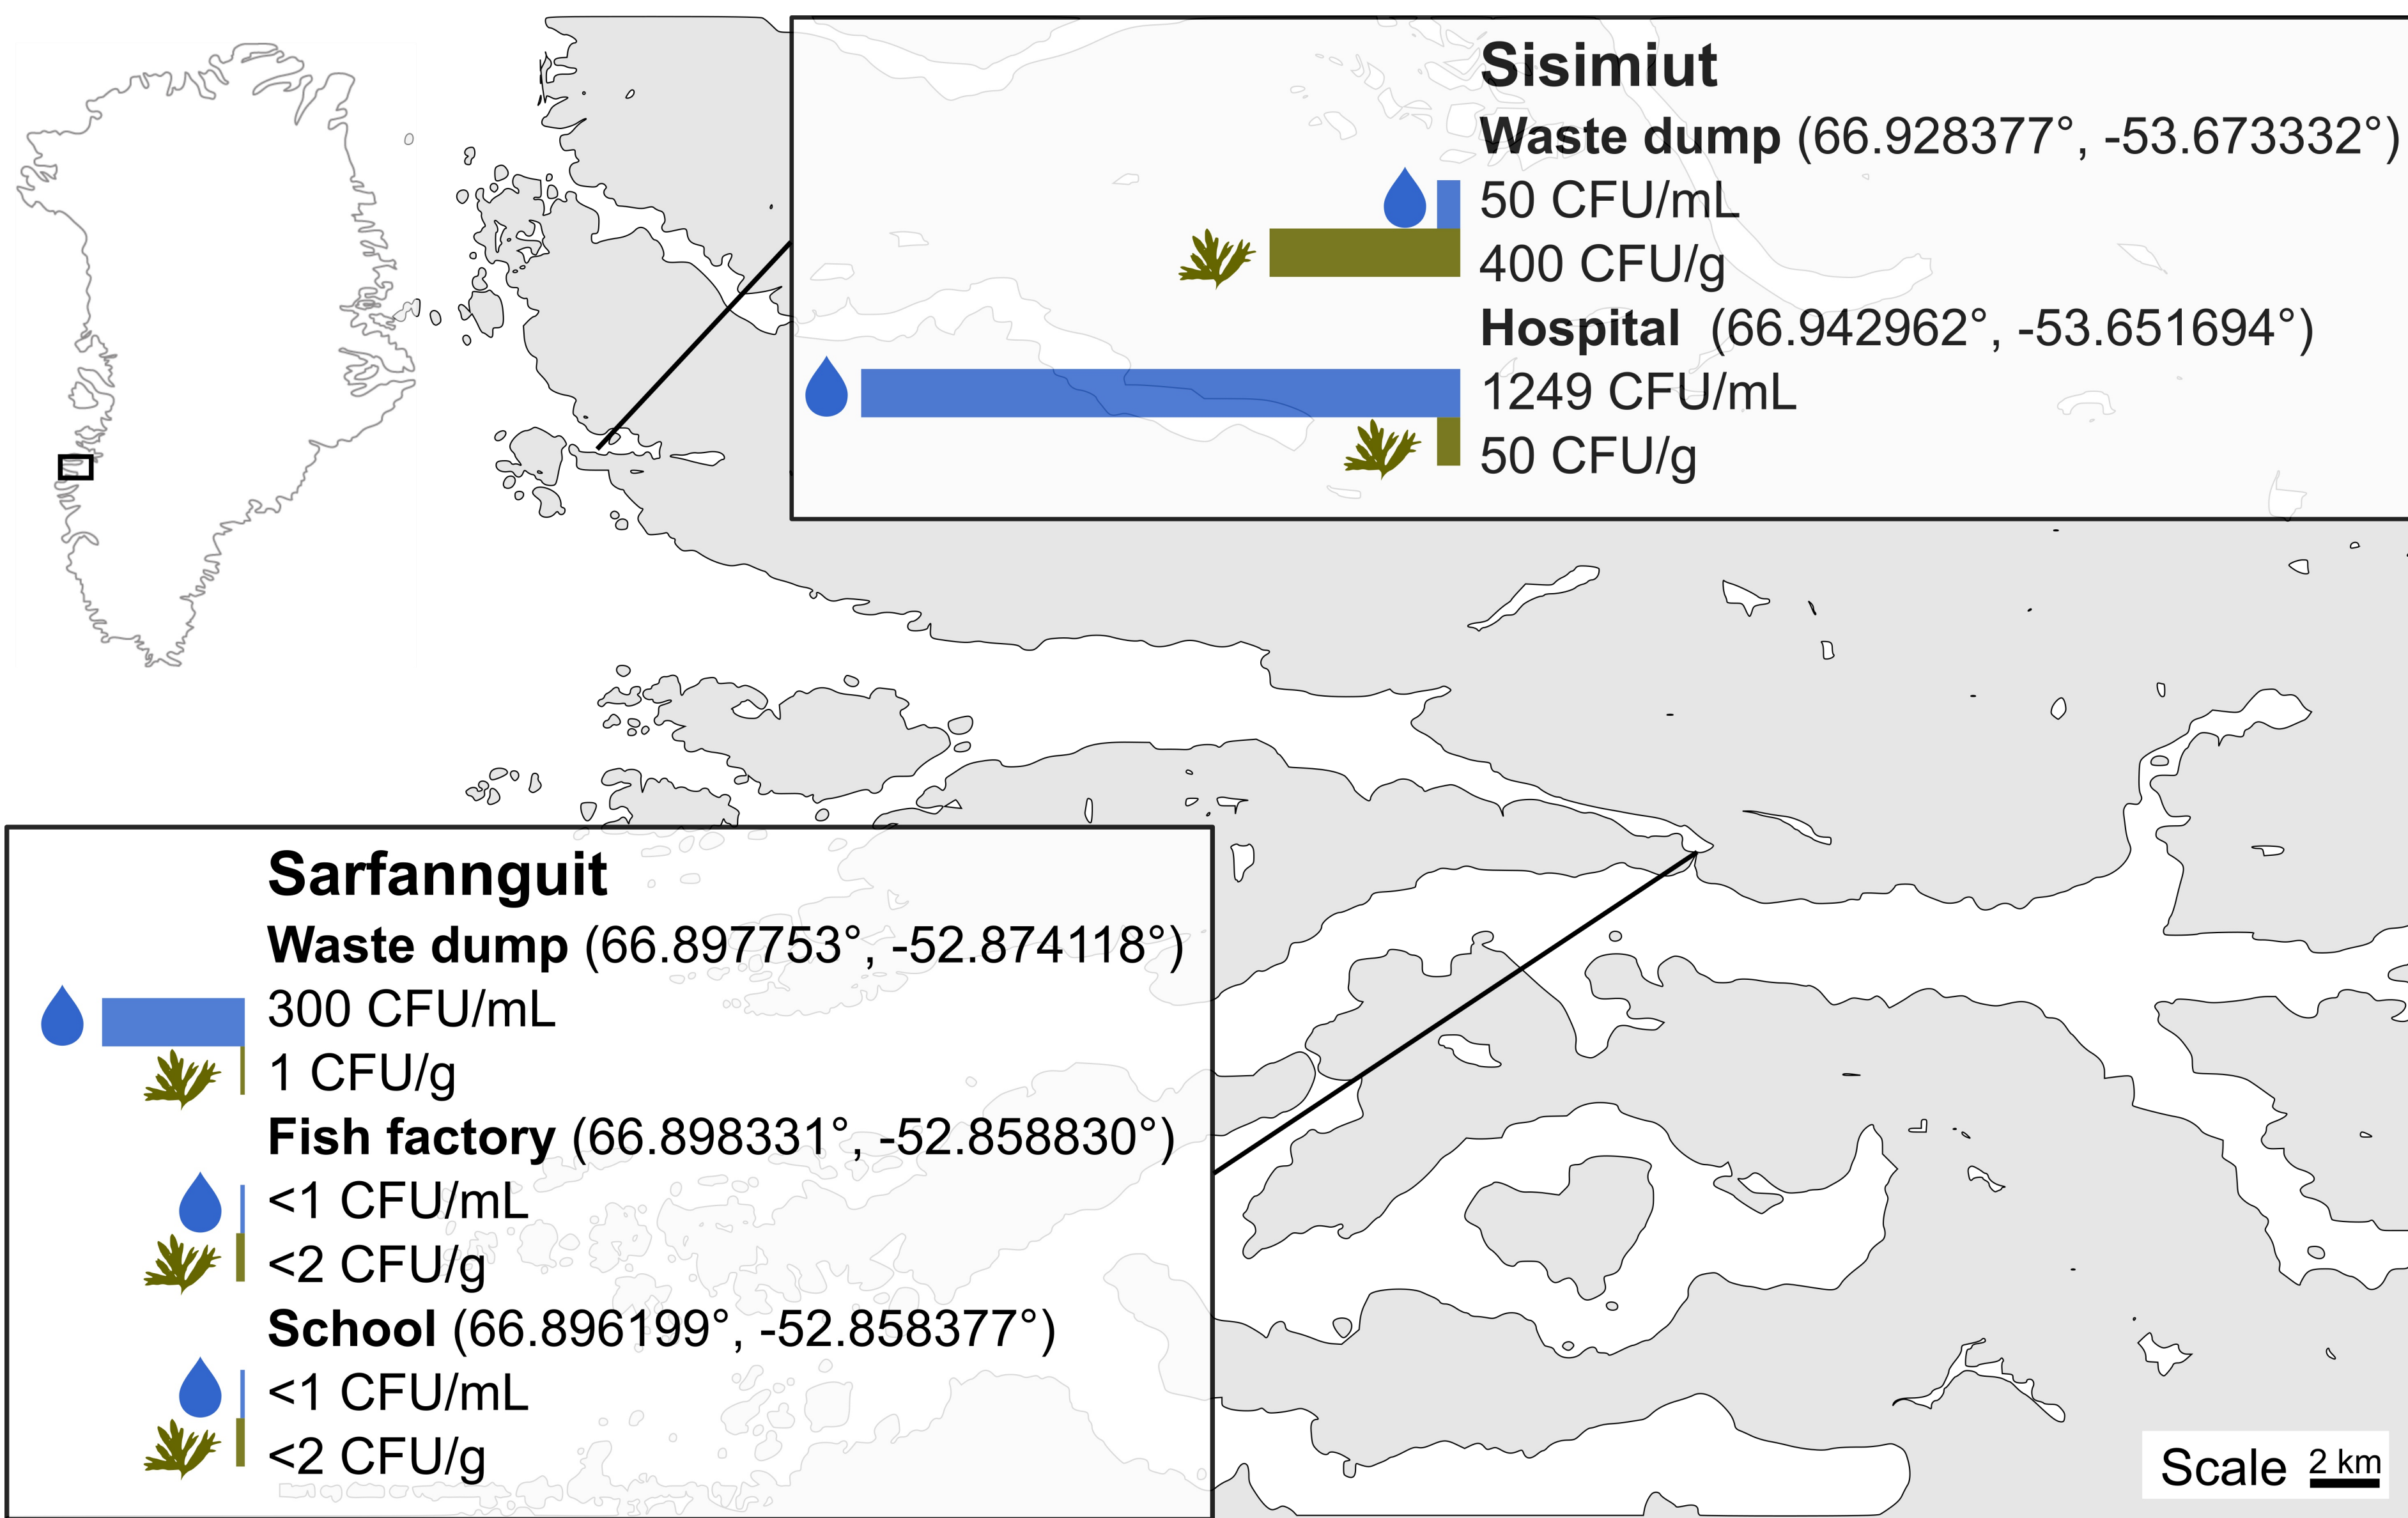 Sisimiut
Waste dump (66.928377°, -53.673332°)
50 CFU/mL
400 CFU/g
Hospital (66.942962°, -53.651694°)
1249 CFU/mL
50 CFU/g
Sarfannguit
Waste dump (66.897753°, -52.874118°)
300 CFU/mL
1 CFU/g
Fish factory (66.898331°, -52.858830°)
<1 CFU/mL
<2 CFU/g
School (66.896199°, -52.858377°)
<1 CFU/mL
<2 CFU/g
Scale 2 km